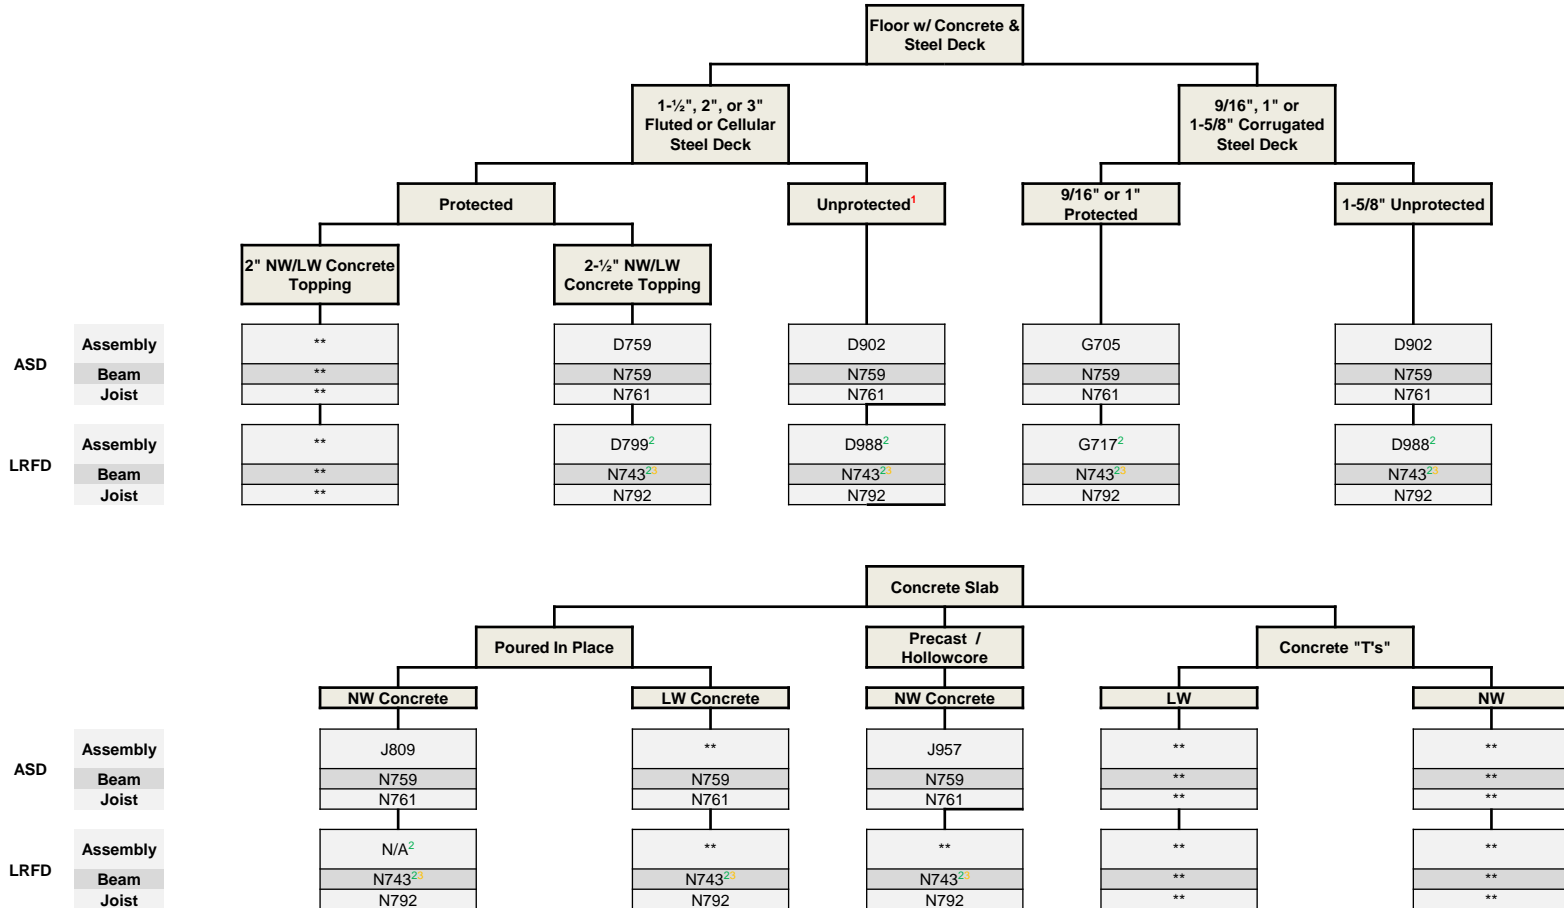 Floor w/ Concrete &
Steel Deck
1-½", 2", or 3"
Fluted or Cellular
Steel Deck
9/16", 1" or
1-5/8" Corrugated
Steel Deck
Protected
Unprotected1
9/16" or 1"
Protected
1-5/8" Unprotected
2" NW/LW Concrete
Topping
2-½" NW/LW
Concrete Topping
ASD
Assembly ** D759 D902 G705 D902
Beam ** N759 N759 N759 N759
Joist ** N761 N761 N761 N761
LRFD
Assembly ** D7992 D9882 G7172 D9882
Beam ** N74323 N74323 N74323 N74323
Joist ** N792 N792 N792 N792
Concrete Slab
Poured In Place
Precast /
Hollowcore
Concrete "T's"
NW Concrete LW Concrete NW Concrete LW NW
ASD
Assembly J809 ** J957 ** **
Beam N759 N759 N759 ** **
Joist N761 N761 N761 ** **
LRFD
Assembly N/A2 ** ** ** **
Beam N74323 N74323 N74323 ** **
Joist N792 N792 N792 ** **